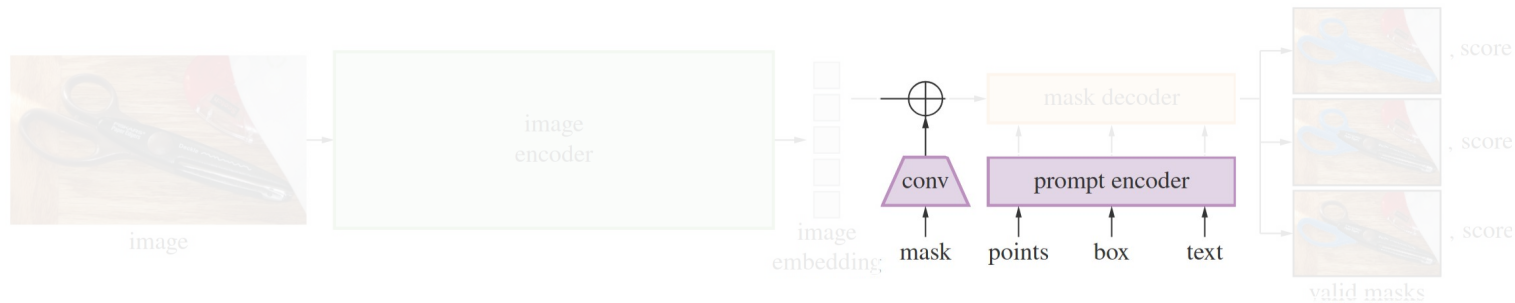 image
image
encoder
image
embedding
conv
mask
mask decoder
prompt encoder
points
box
text
, score
, score
, score
valid masks